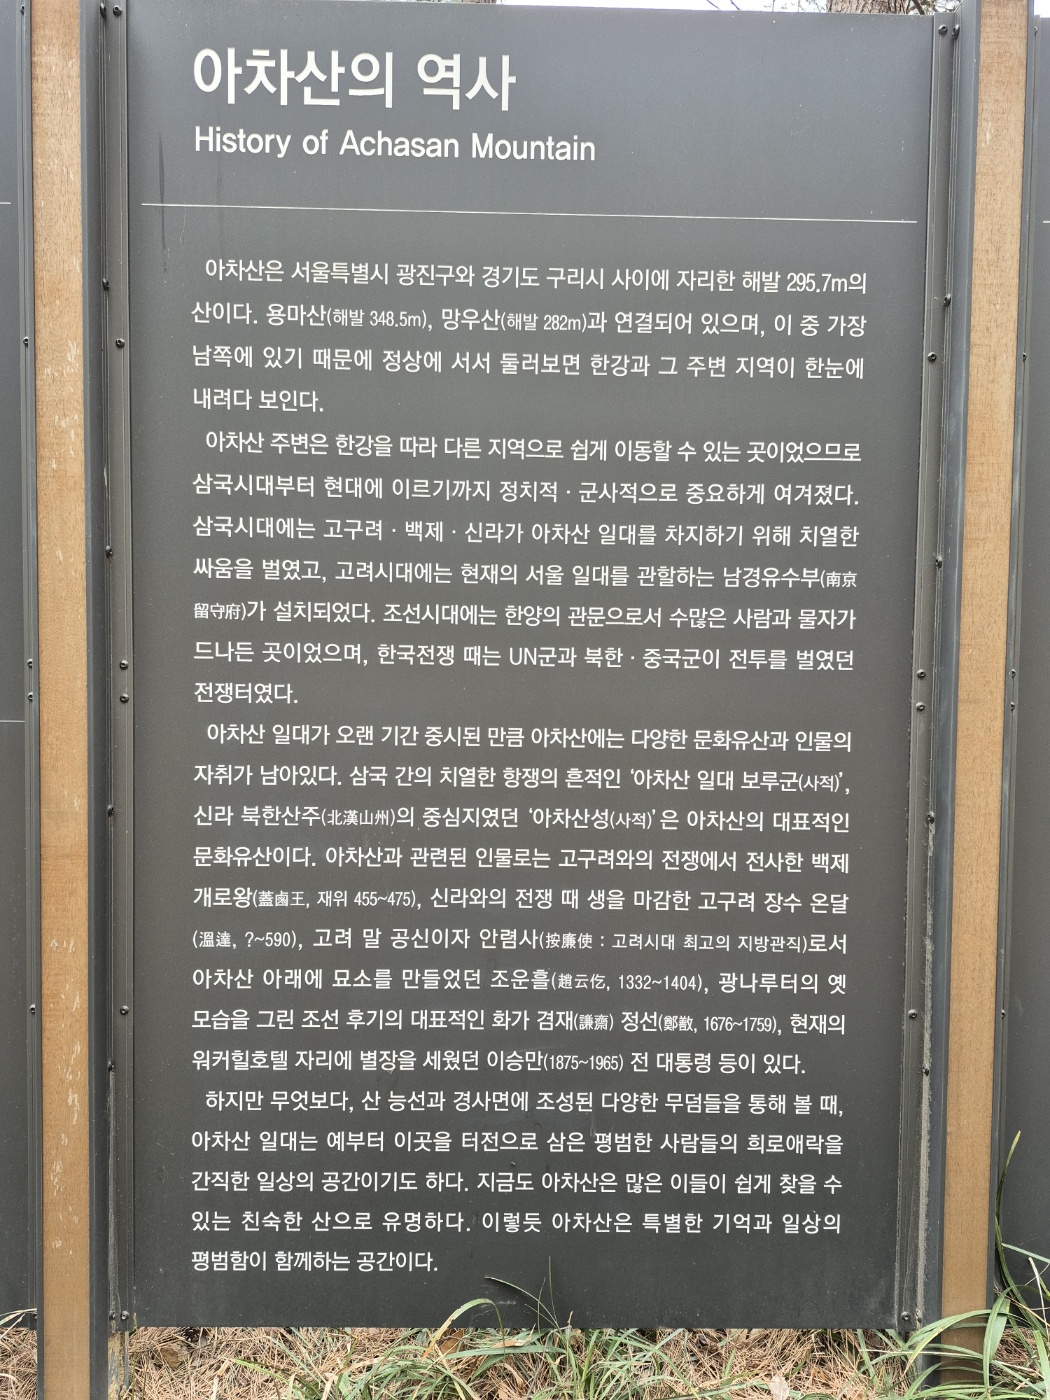 아차산의 역사
History of Achasan Mountain
아차산은 서울특별시 광진구와 경기도 구리시 사이에 자리한 해발 295.7m의
산이다. 용마산(해발 348.5m), 망우산(해발 282m)과 연결되어 있으며, 이 중 가장
남쪽에 있기 때문에 정상에 서서 둘러보면 한강과 그 주변 지역이 한눈에
내려다 보인다.
아차산 주변은 한강을 따라 다른 지역으로 쉽게 이동할 수 있는 곳이었으므로
삼국시대부터 현대에 이르기까지 정치적 · 군사적으로 중요하게 여겨졌다.
삼국시대에는 고구려 · 백제 · 신라가 아차산 일대를 차지하기 위해 치열한
싸움을 벌였고, 고려시대에는 현재의 서울 일대를 관할하는 남경유수부(南京
留守府)가 설치되었다. 조선시대에는 한양의 관문으로서 수많은 사람과 물자가
드나든 곳이었으며, 한국전쟁 때는 UN군과 북한 · 중국군이 전투를 벌였던
전쟁터였다.
아차산 일대가 오랜 기간 중시된 만큼 아차산에는 다양한 문화유산과 인물의
자취가 남아있다. 삼국 간의 치열한 항쟁의 흔적인 ‘아차산 일대 보루군(사적)’,
신라 북한산주(北漢山州)의 중심지였던 ‘아차산성(사적)’은 아차산의 대표적인
문화유산이다. 아차산과 관련된 인물로는 고구려와의 전쟁에서 전사한 백제
개로왕(蓋鹵王, 재위 455~475), 신라와의 전쟁 때 생을 마감한 고구려 장수 온달
(溫達, ?~590), 고려 말 공신이자 안렴사(按廉使 : 고려시대 최고의 지방관직)로서
아차산 아래에 묘소를 만들었던 조운흘(趙云仡, 1332~1404), 광나루터의 옛
모습을 그린 조선 후기의 대표적인 화가 겸재(謙齋) 정선(鄭敾, 1676~1759), 현재의
워커힐호텔 자리에 별장을 세웠던 이승만(1875~1965) 전 대통령 등이 있다.
하지만 무엇보다, 산 능선과 경사면에 조성된 다양한 무덤들을 통해 볼 때,
아차산 일대는 예부터 이곳을 터전으로 삼은 평범한 사람들의 희로애락을
간직한 일상의 공간이기도 하다. 지금도 아차산은 많은 이들이 쉽게 찾을 수
있는 친숙한 산으로 유명하다. 이렇듯 아차산은 특별한 기억과 일상의
평범함이 함께하는 공간이다.